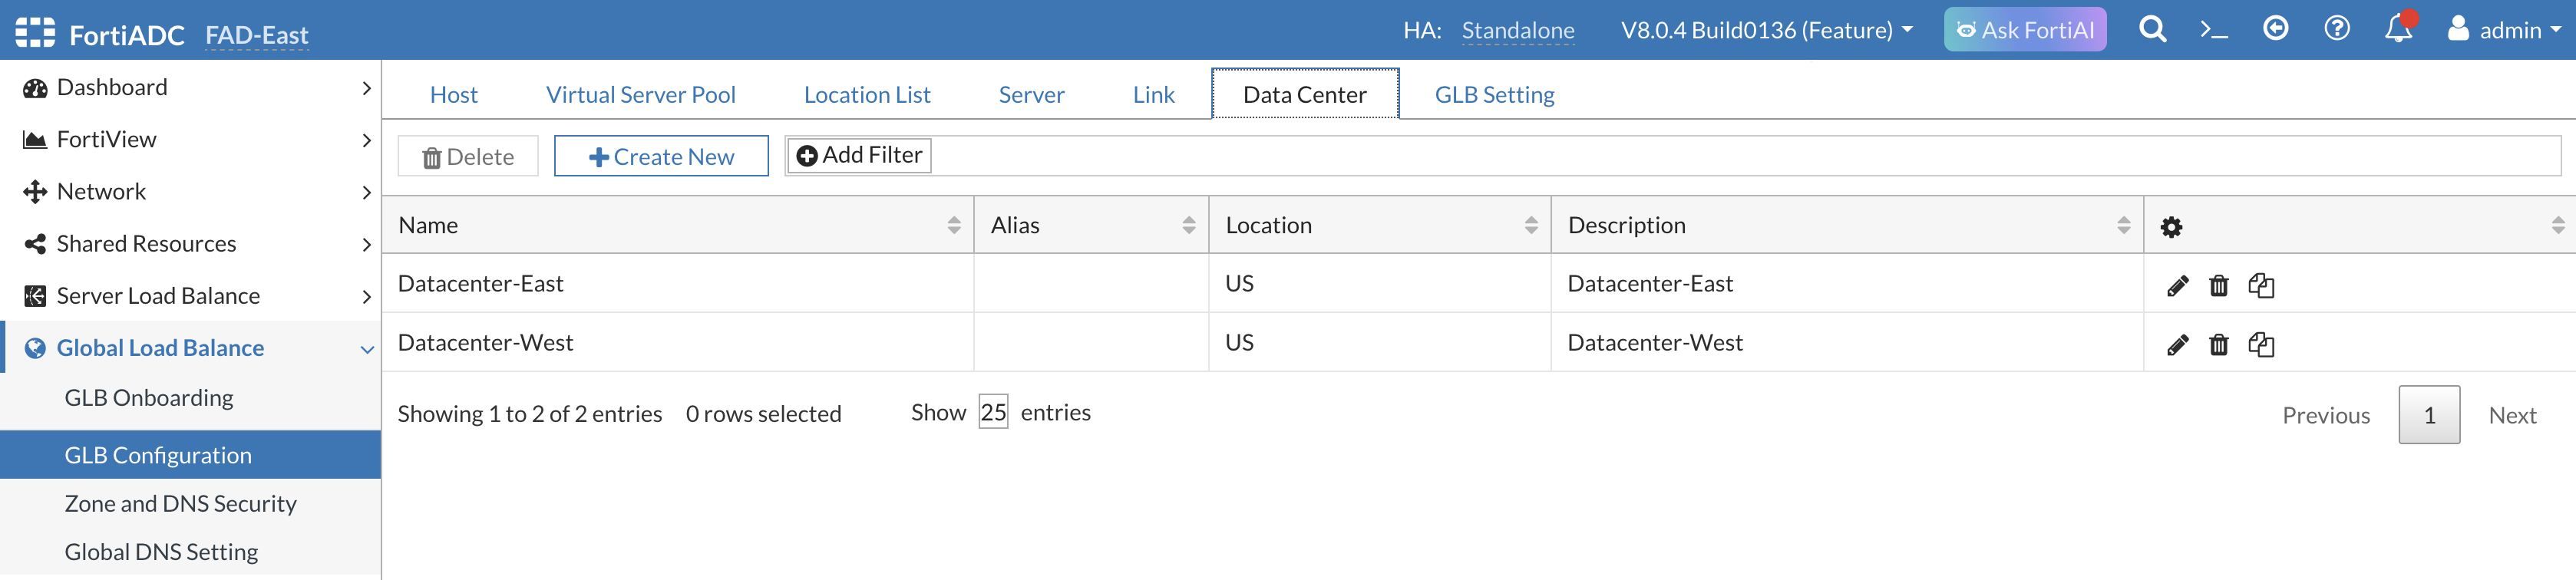 FortiADC FAD-East HA: Standalone V8.0.4 Build0136 (Feature) Ask FortiAI admin
Dashboard
FortiView
Network
Shared Resources
Server Load Balance
Global Load Balance
GLB Onboarding
GLB Configuration
Zone and DNS Security
Global DNS Setting
Host Virtual Server Pool Location List Server Link Data Center GLB Setting
Delete Create New Add Filter
Name Alias Location Description
Datacenter-East US Datacenter-East
Datacenter-West US Datacenter-West
Showing 1 to 2 of 2 entries 0 rows selected Show 25 entries Previous 1 Next